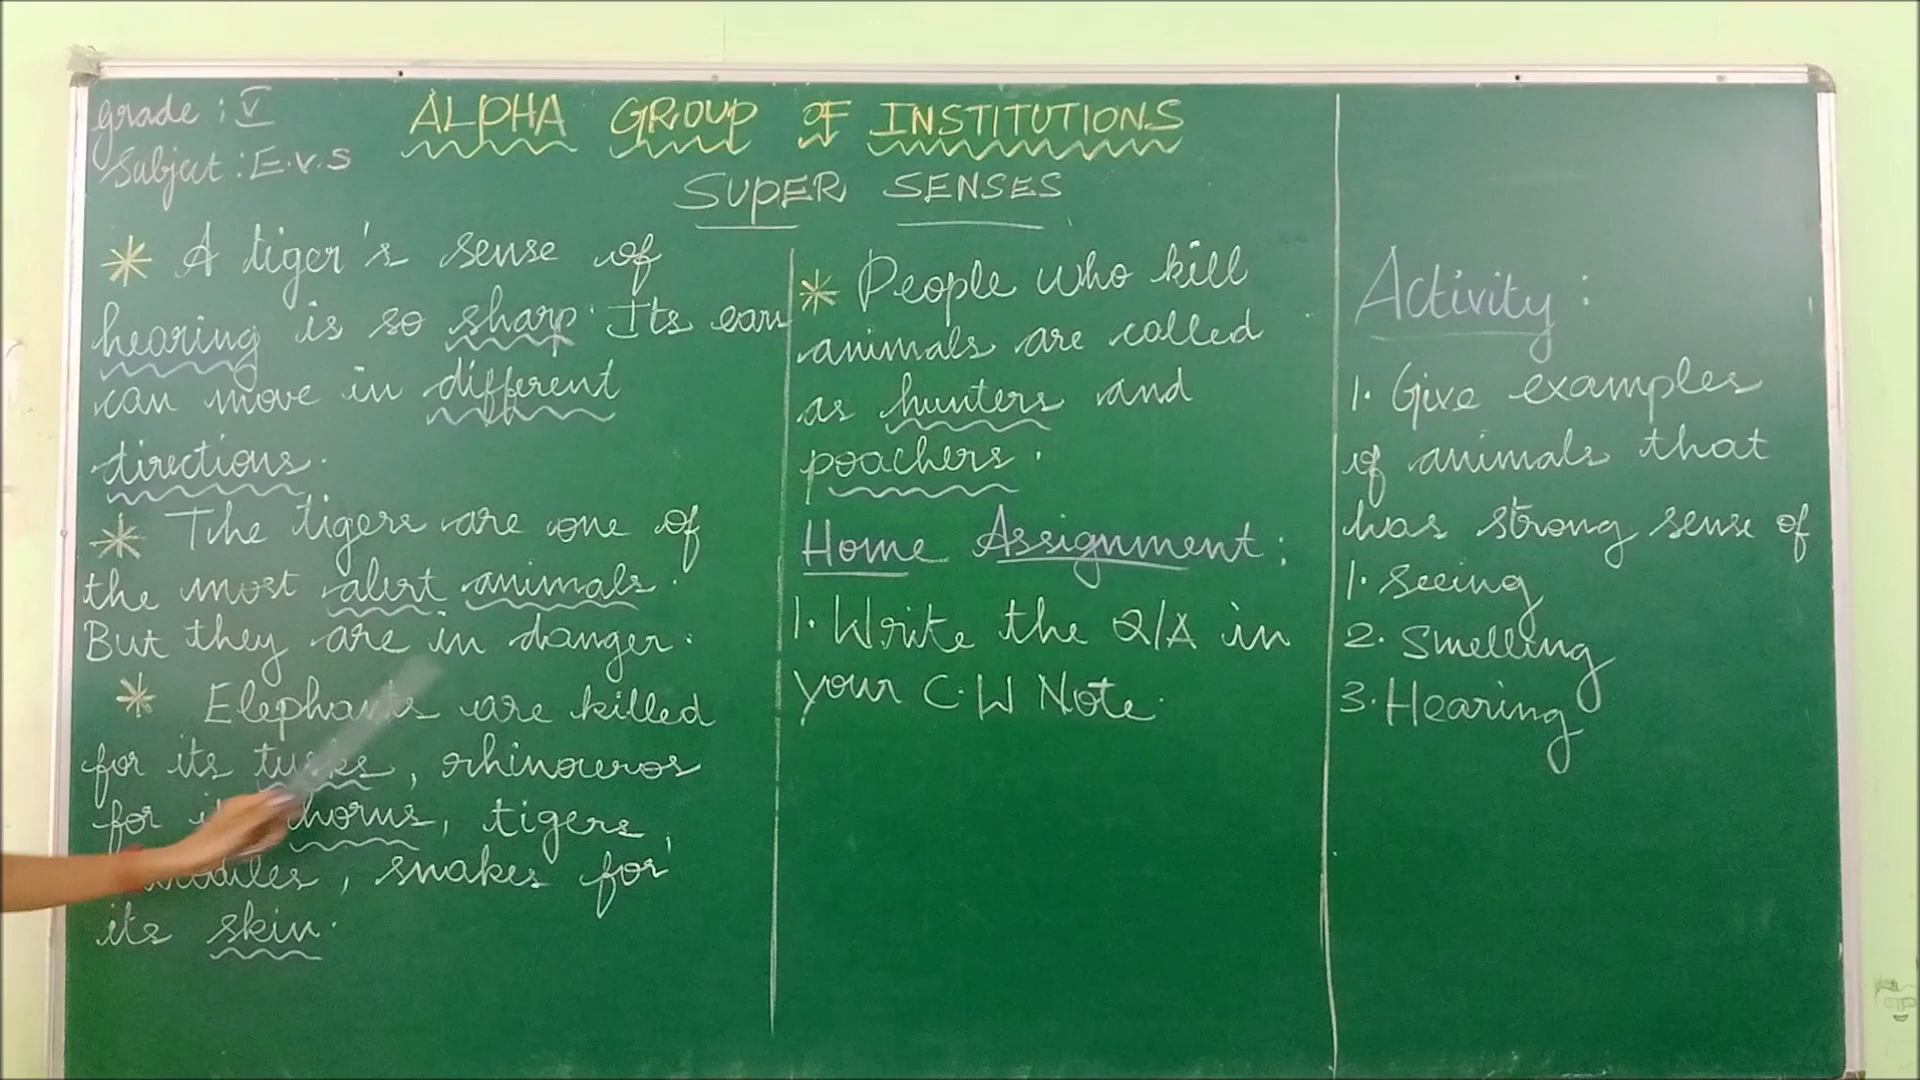 Grade : V
Subject : E.V.S
ALPHA GROUP OF INSTITUTIONS
SUPER SENSES
* A tiger's sense of
hearing is so sharp. Its ears
can move in different
directions.
* The tigers are one of
the most alert animals.
But they are in danger.
* Elephants are killed
for its tusks, rhinoceros
for horns, tigers,
snakes for
its skin.
* People who kill
animals are called
as hunters and
poachers.
Home Assignment :
1. Write the Q/A in
your C.W Note.
Activity :
1. Give examples
of animals that
has strong sense of
1. Seeing
2. Smelling
3. Hearing